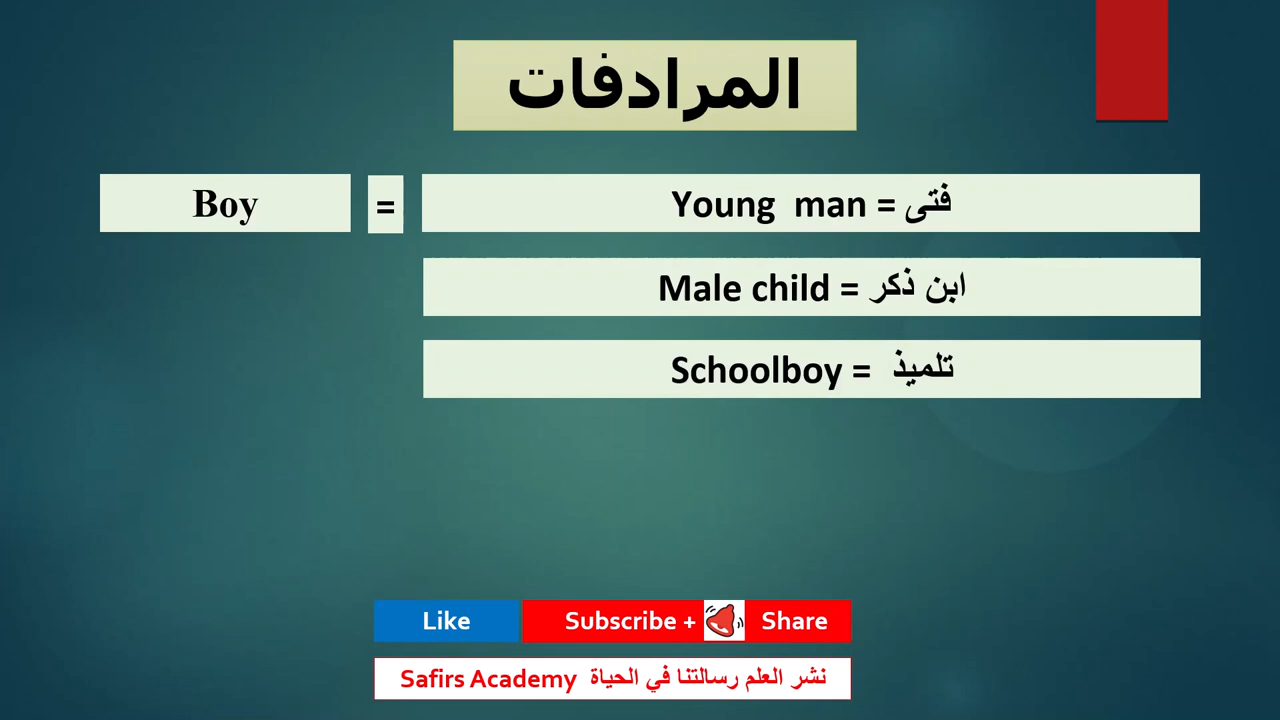 المرادفات
Boy = Young man = فتى
Male child = ابن ذكر
Schoolboy = تلميذ
Like Subscribe + Share
Safirs Academy نشر العلم رسالتنا في الحياة